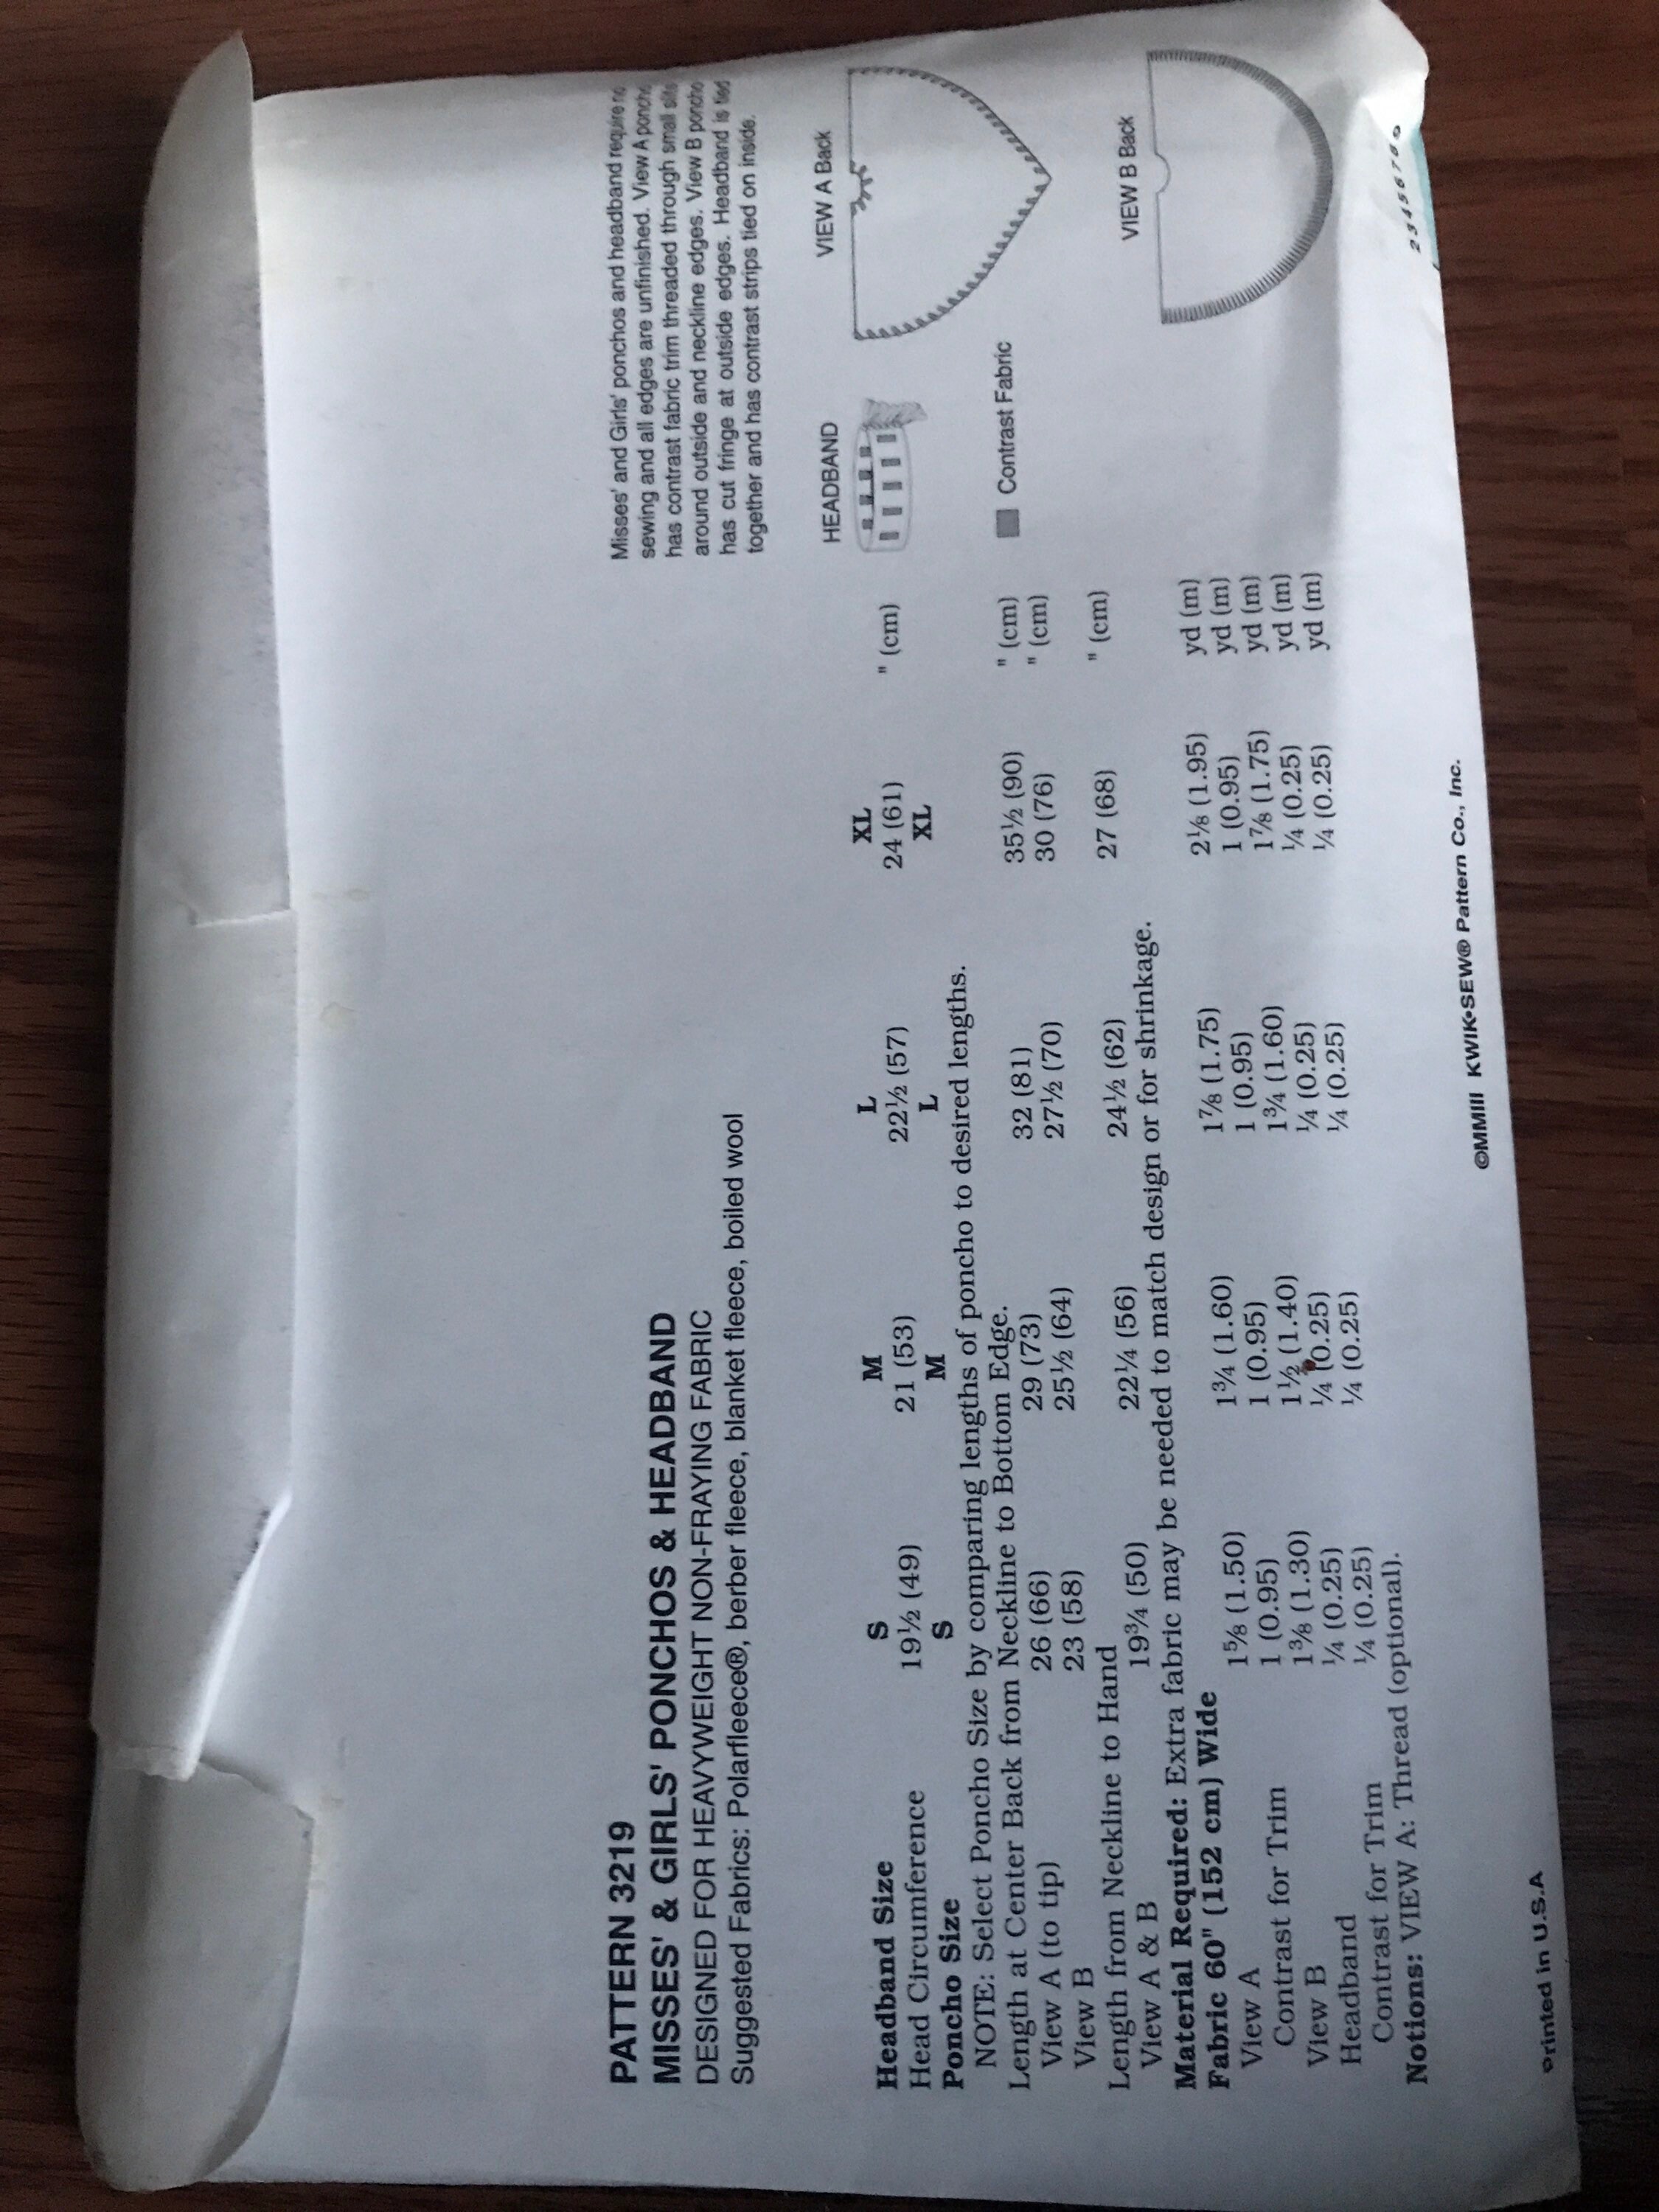 PATTERN 3219
MISSES' & GIRLS' PONCHOS & HEADBAND
DESIGNED FOR HEAVYWEIGHT NON-FRAYING FABRIC
Suggested Fabrics: Polarfleece®, berber fleece, blanket fleece, boiled wool
Misses' and Girls' ponchos and headband require no
sewing and all edges are unfinished. View A poncho
has contrast fabric trim threaded through small slits
around outside and neckline edges. View B poncho
has cut fringe at outside edges. Headband is tied
together and has contrast strips tied on inside.
Headband Size S M L XL
Head Circumference 19½ (49) 21 (53) 22½ (57) 24 (61) " (cm)
Poncho Size S M L XL
NOTE: Select Poncho Size by comparing lengths of poncho to desired lengths.
Length at Center Back from Neckline to Bottom Edge.
View A (to tip) 26 (66) 29 (73) 32 (81) 35½ (90) " (cm)
View B 23 (58) 25½ (64) 27½ (70) 30 (76) " (cm)
Length from Neckline to Hand
View A & B 19¾ (50) 22¼ (56) 24½ (62) 27 (68) " (cm)
Material Required: Extra fabric may be needed to match design or for shrinkage.
Fabric 60" (152 cm) Wide
View A 1⅝ (1.50) 1¾ (1.60) 1⅞ (1.75) 2⅛ (1.95) yd (m)
Contrast for Trim 1 (0.95) 1 (0.95) 1 (0.95) 1 (0.95) yd (m)
View B 1⅜ (1.30) 1½ (1.40) 1¾ (1.60) 1⅞ (1.75) yd (m)
Headband ¼ (0.25) ¼ (0.25) ¼ (0.25) ¼ (0.25) yd (m)
Contrast for Trim ¼ (0.25) ¼ (0.25) ¼ (0.25) ¼ (0.25) yd (m)
Notions: VIEW A: Thread (optional).
HEADBAND
VIEW A Back
Contrast Fabric
VIEW B Back
Printed in U.S.A
©MMIII KWIK•SEW® Pattern Co., Inc.
2 3 4 5 6 7 8 9